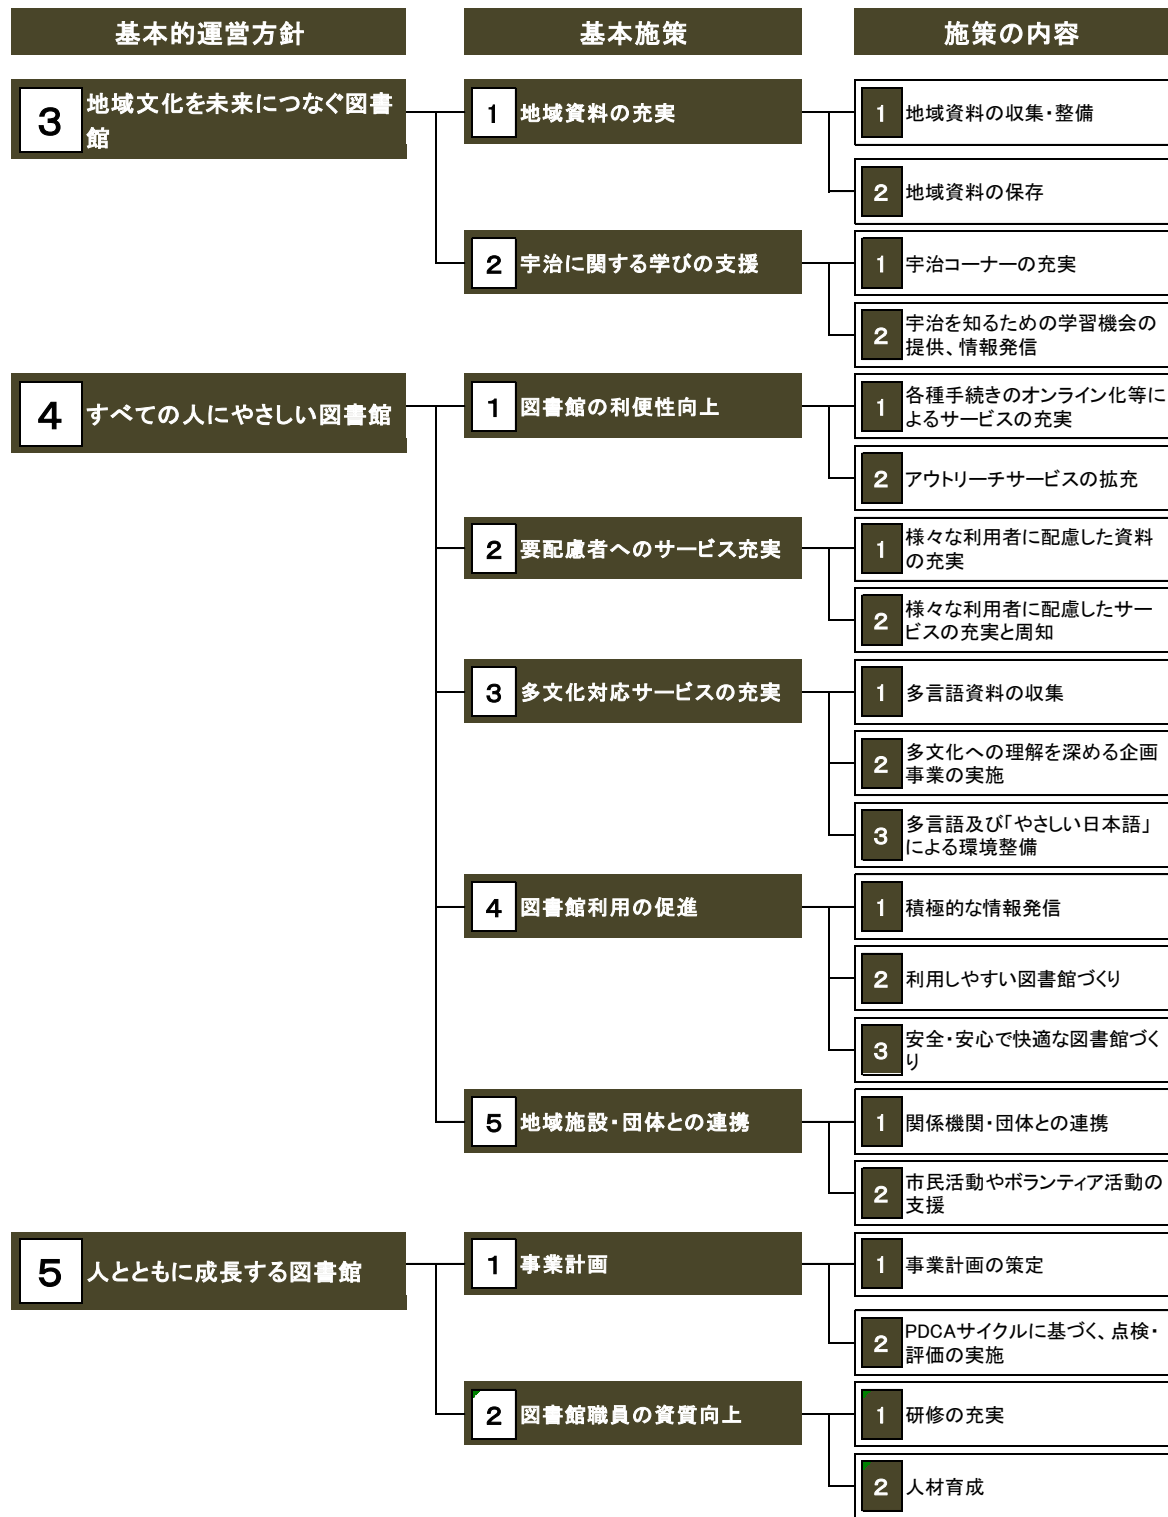 基本的運営方針
基本施策
施策の内容
3
地域文化を未来につなぐ図書
館
1
地域資料の充実
1
地域資料の収集・整備
2
地域資料の保存
2
宇治に関する学びの支援
1
宇治コーナーの充実
2
宇治を知るための学習機会の
提供、情報発信
4
すべての人にやさしい図書館
1
図書館の利便性向上
1
各種手続きのオンライン化等に
よるサービスの充実
2
アウトリーチサービスの拡充
2
要配慮者へのサービス充実
1
様々な利用者に配慮した資料
の充実
2
様々な利用者に配慮したサー
ビスの充実と周知
3
多文化対応サービスの充実
1
多言語資料の収集
2
多文化への理解を深める企画
事業の実施
3
多言語及び「やさしい日本語」
による環境整備
4
図書館利用の促進
1
積極的な情報発信
2
利用しやすい図書館づくり
3
安全・安心で快適な図書館づく
り
5
地域施設・団体との連携
1
関係機関・団体との連携
2
市民活動やボランティア活動の
支援
5
人とともに成長する図書館
1
事業計画
1
事業計画の策定
2
PDCAサイクルに基づく、点検・
評価の実施
2
図書館職員の資質向上
1
研修の充実
2
人材育成